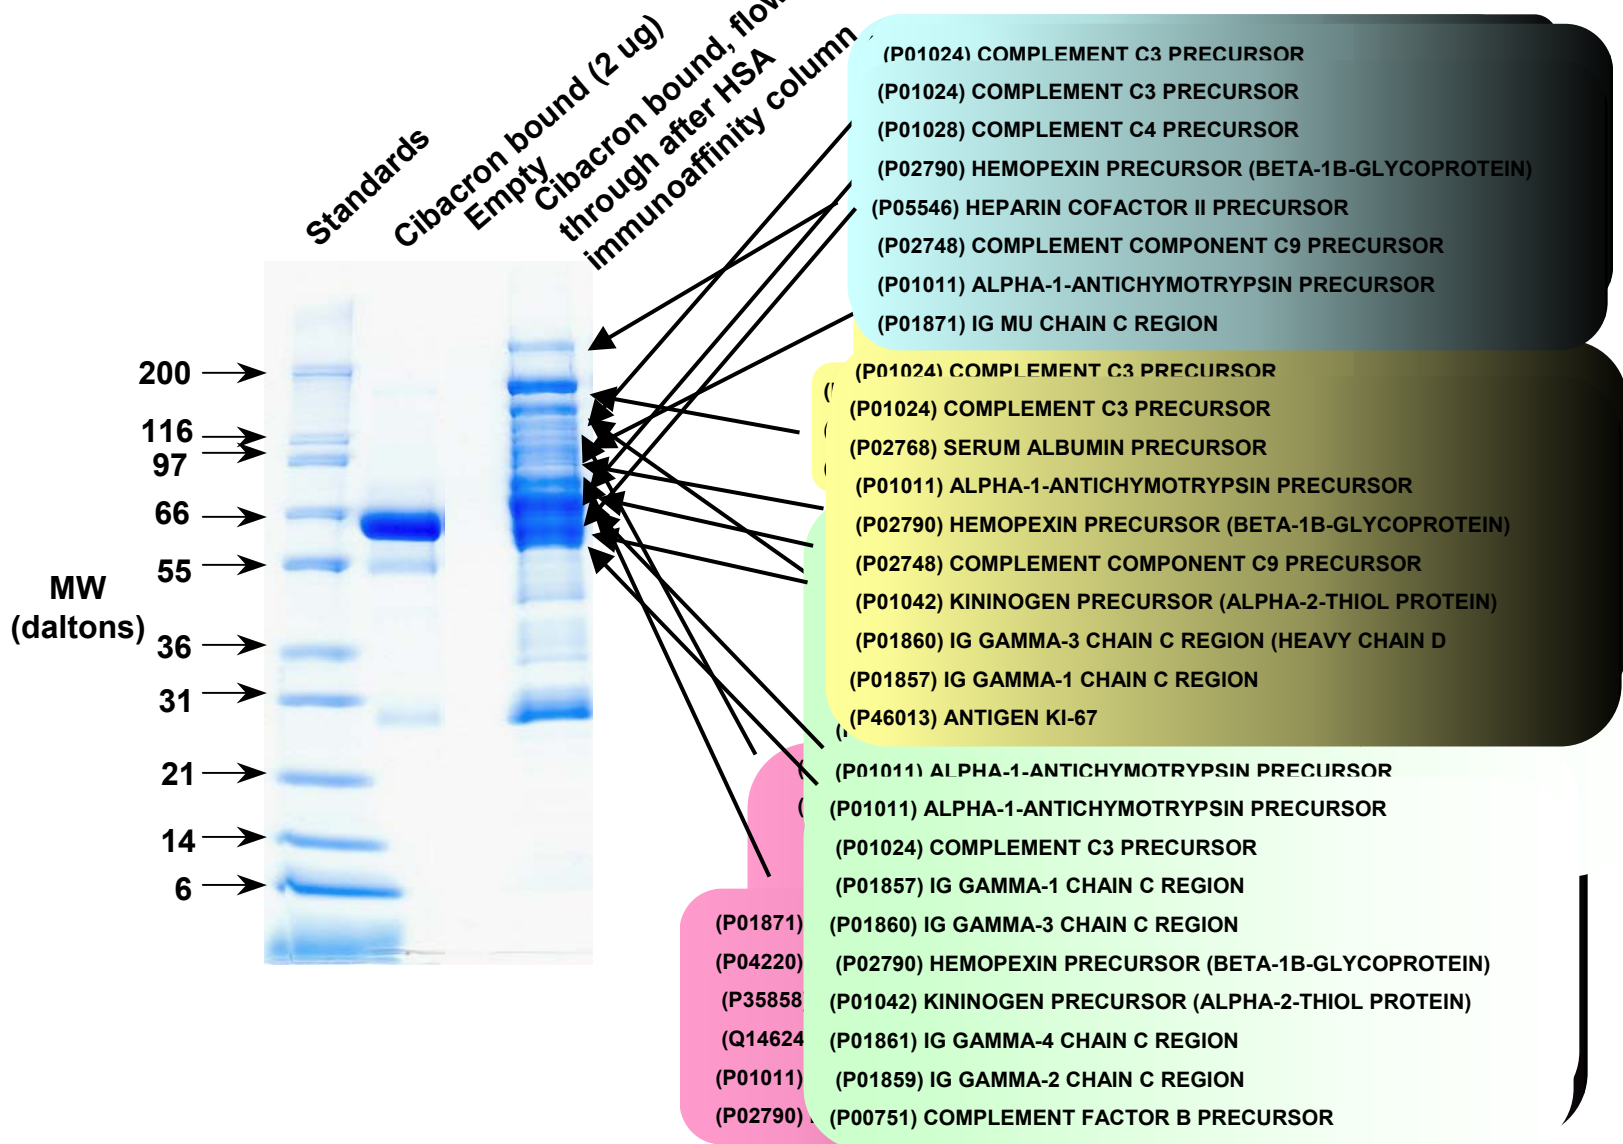 Standards
Cibacron bound (2 ug)
Empty
Cibacron bound, flow
through after HSA
immunoaffinity column
200
116
97
66
55
36
31
21
14
6
MW
(daltons)
(P01024) COMPLEMENT C3 PRECURSOR
(P01024) COMPLEMENT C3 PRECURSOR
(P01028) COMPLEMENT C4 PRECURSOR
(P02790) HEMOPEXIN PRECURSOR (BETA-1B-GLYCOPROTEIN)
(P05546) HEPARIN COFACTOR II PRECURSOR
(P02748) COMPLEMENT COMPONENT C9 PRECURSOR
(P01011) ALPHA-1-ANTICHYMOTRYPSIN PRECURSOR
(P01871) IG MU CHAIN C REGION
(P01024) COMPLEMENT C3 PRECURSOR
(P01024) COMPLEMENT C3 PRECURSOR
(P02768) SERUM ALBUMIN PRECURSOR
(P01011) ALPHA-1-ANTICHYMOTRYPSIN PRECURSOR
(P02790) HEMOPEXIN PRECURSOR (BETA-1B-GLYCOPROTEIN)
(P02748) COMPLEMENT COMPONENT C9 PRECURSOR
(P01042) KININOGEN PRECURSOR (ALPHA-2-THIOL PROTEIN)
(P01860) IG GAMMA-3 CHAIN C REGION (HEAVY CHAIN D
(P01857) IG GAMMA-1 CHAIN C REGION
(P46013) ANTIGEN KI-67
(P01011) ALPHA-1-ANTICHYMOTRYPSIN PRECURSOR
(P01011) ALPHA-1-ANTICHYMOTRYPSIN PRECURSOR
(P01024) COMPLEMENT C3 PRECURSOR
(P01857) IG GAMMA-1 CHAIN C REGION
(P01860) IG GAMMA-3 CHAIN C REGION
(P02790) HEMOPEXIN PRECURSOR (BETA-1B-GLYCOPROTEIN)
(P01042) KININOGEN PRECURSOR (ALPHA-2-THIOL PROTEIN)
(P01861) IG GAMMA-4 CHAIN C REGION
(P01859) IG GAMMA-2 CHAIN C REGION
(P00751) COMPLEMENT FACTOR B PRECURSOR
(P01871)
(P04220)
(P35858)
(Q14624
(P01011)
(P02790)